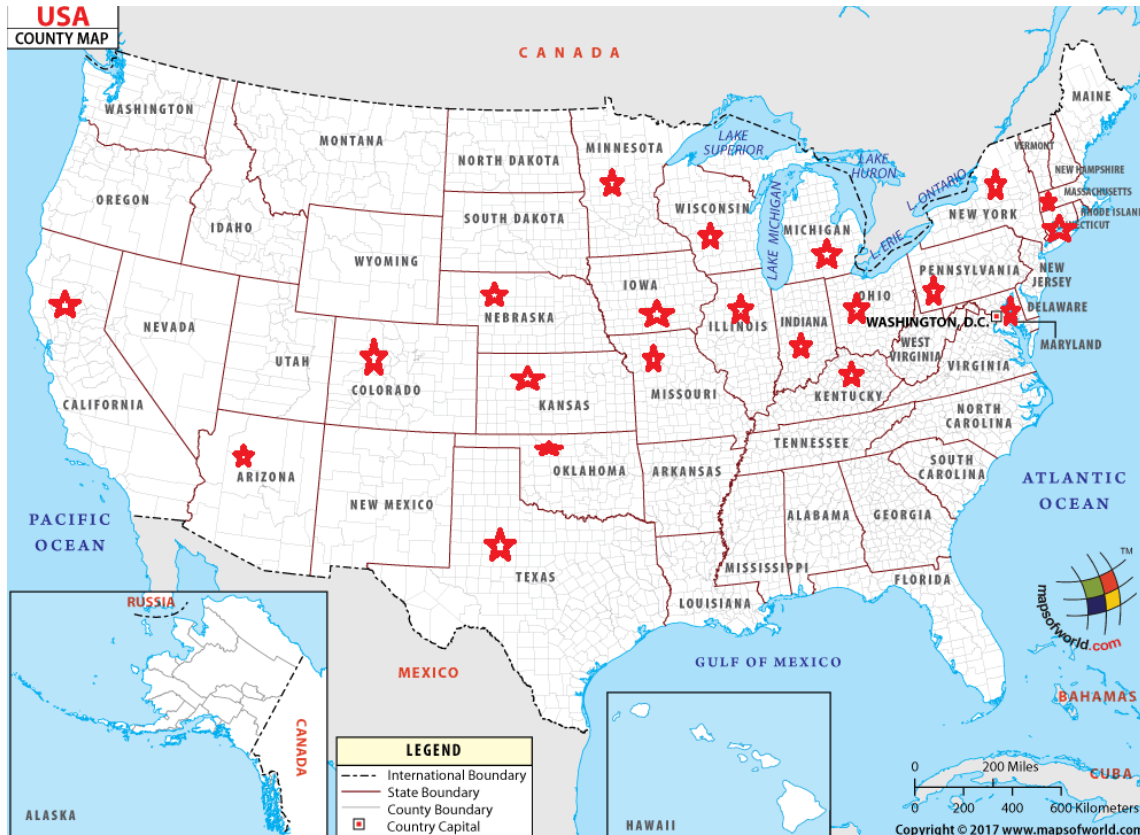 USA
COUNTY MAP
CANADA
WASHINGTON
MONTANA
NORTH DAKOTA
MINNESOTA
LAKE
SUPERIOR
LAKE
HURON
MAINE
VERMONT
NEW HAMPSHIRE
MASSACHUSETTS
RHODE ISLAN
NECTICUT
OREGON
IDAHO
SOUTH DAKOTA
WISCONSIN
LAKE MICHIGAN
MICHIGAN
L. ONTARIO
L. ERIE
NEW YORK
WYOMING
IOWA
NEBRASKA
PENNSYLVANIA
NEW
JERSEY
OHIO
DELAWARE
NEVADA
UTAH
COLORADO
ILLINOIS
INDIANA
WASHINGTON, D.C.
WEST
VIRGINIA
MARYLAND
VIRGINIA
CALIFORNIA
KANSAS
MISSOURI
KENTUCKY
NORTH
CAROLINA
TENNESSEE
ARIZONA
NEW MEXICO
OKLAHOMA
ARKANSAS
SOUTH
CAROLINA
ATLANTIC
OCEAN
PACIFIC
OCEAN
TEXAS
MISSISSIPPI
ALABAMA
GEORGIA
LOUISIANA
FLORIDA
TM
mapsofworld.com
RUSSIA
CANADA
ALASKA
MEXICO
GULF OF MEXICO
BAHAMAS
CUBA
HAWAII
LEGEND
International Boundary
State Boundary
County Boundary
Country Capital
0 200 Miles
0 200 400 600 Kilometers
Copyright © 2017 www.mapsofworld.com